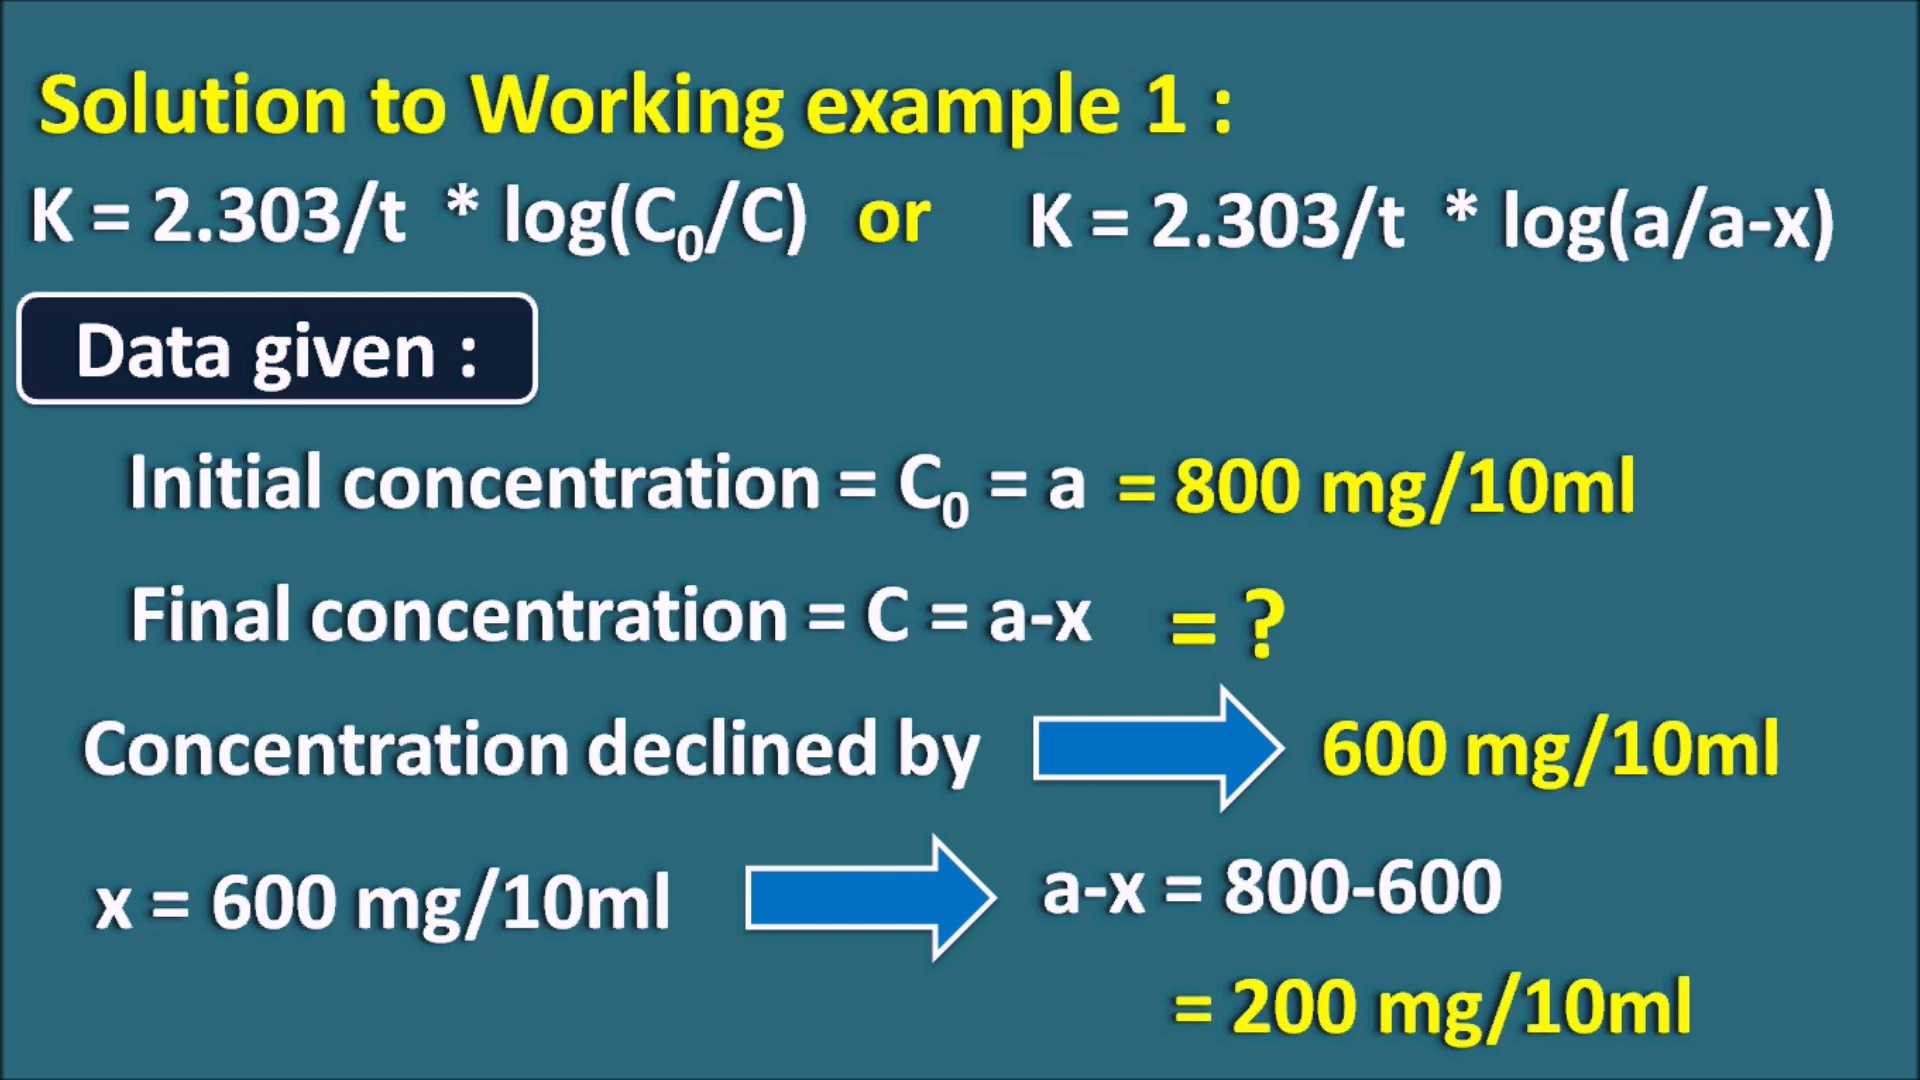 Solution to Working example 1 :
K = 2.303/t * log(C₀/C) or K = 2.303/t * log(a/a-x)
Data given :
Initial concentration = C₀ = a = 800 mg/10ml
Final concentration = C = a-x = ?
Concentration declined by 600 mg/10ml
x = 600 mg/10ml a-x = 800-600
= 200 mg/10ml